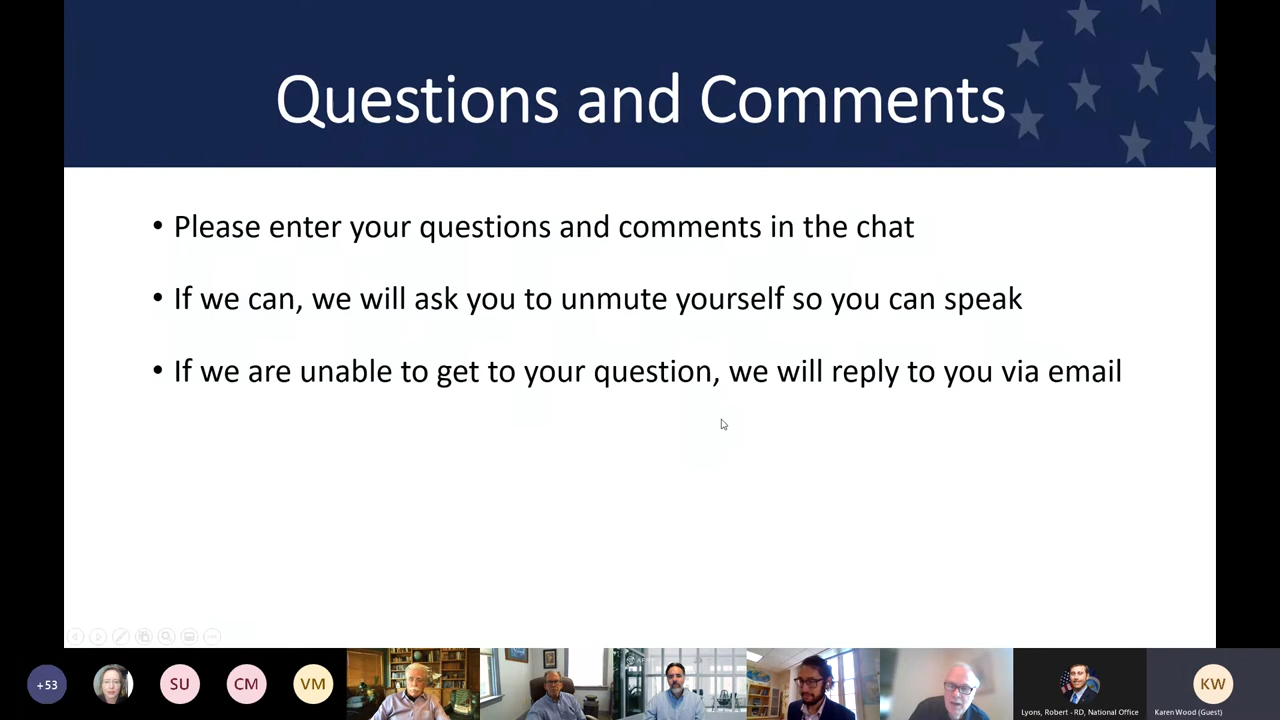 Questions and Comments
• Please enter your questions and comments in the chat
• If we can, we will ask you to unmute yourself so you can speak
• If we are unable to get to your question, we will reply to you via email
+53
SU
CM
VM
Lyons, Robert - RD, National Office
KW
Karen Wood (Guest)